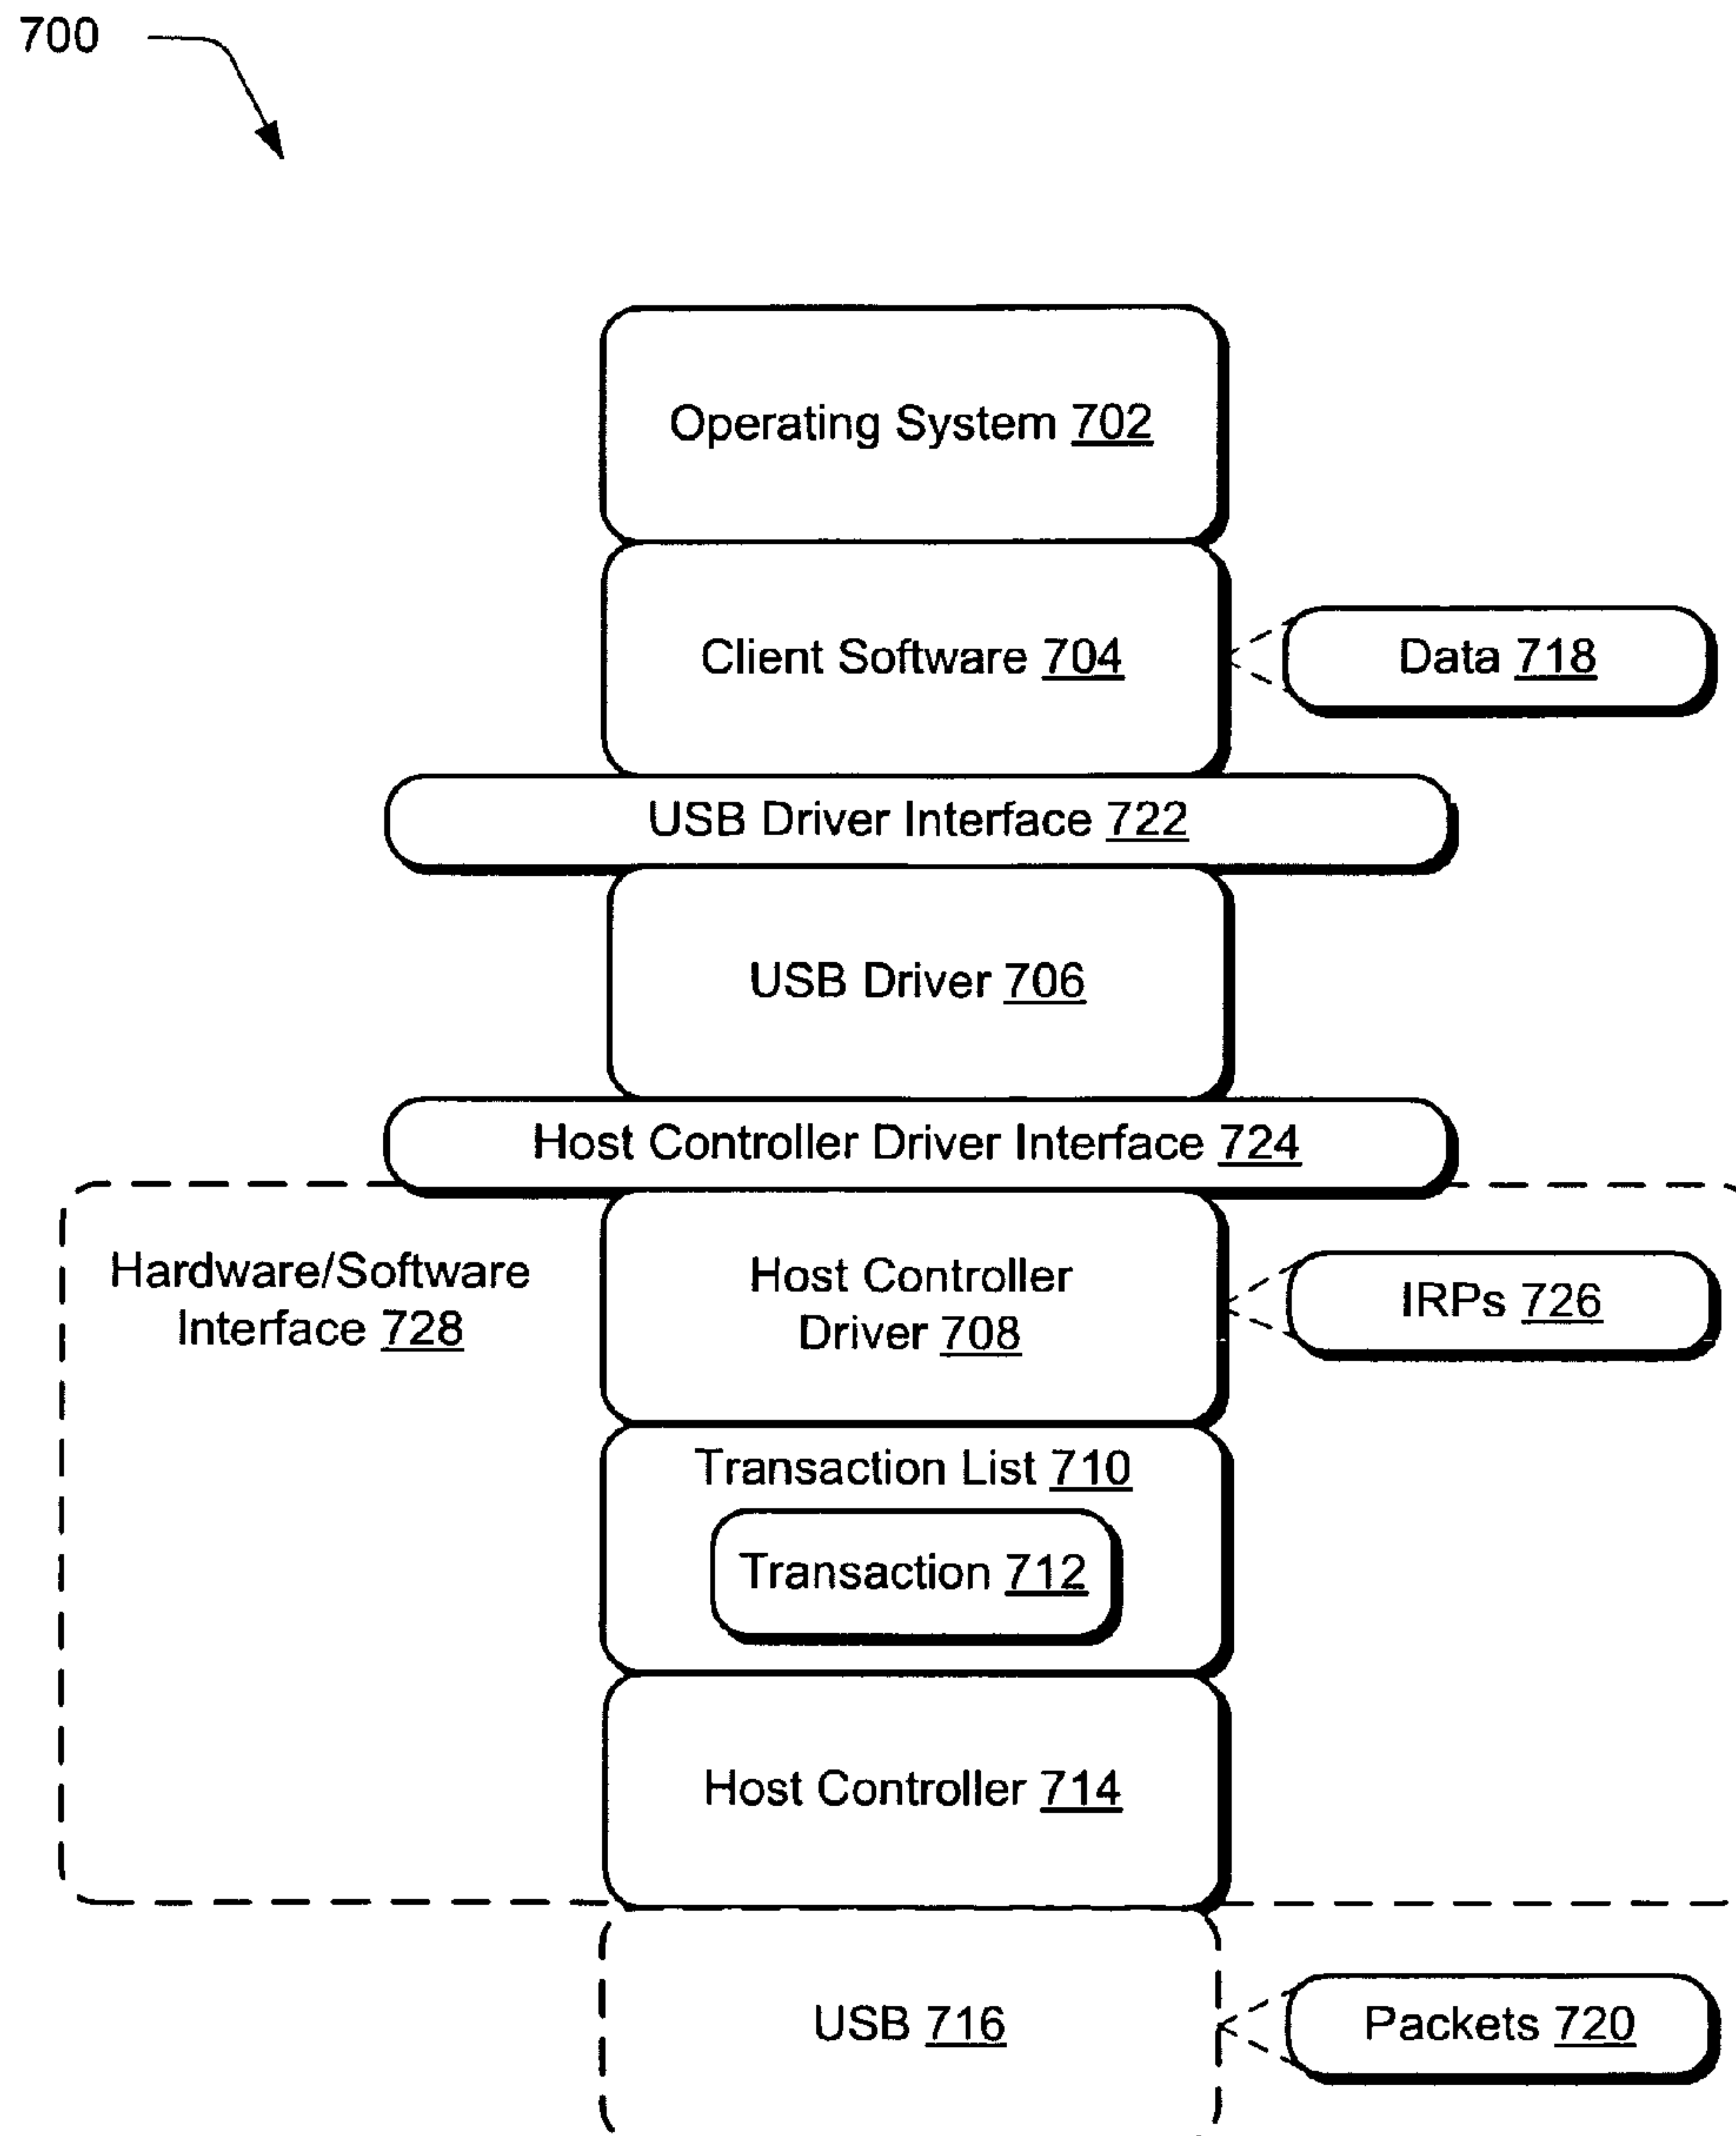 700
Operating System 702
Client Software 704
Data 718
USB Driver Interface 722
USB Driver 706
Host Controller Driver Interface 724
Hardware/Software
Interface 728
Host Controller
Driver 708
IRPs 726
Transaction List 710
Transaction 712
Host Controller 714
USB 716
Packets 720